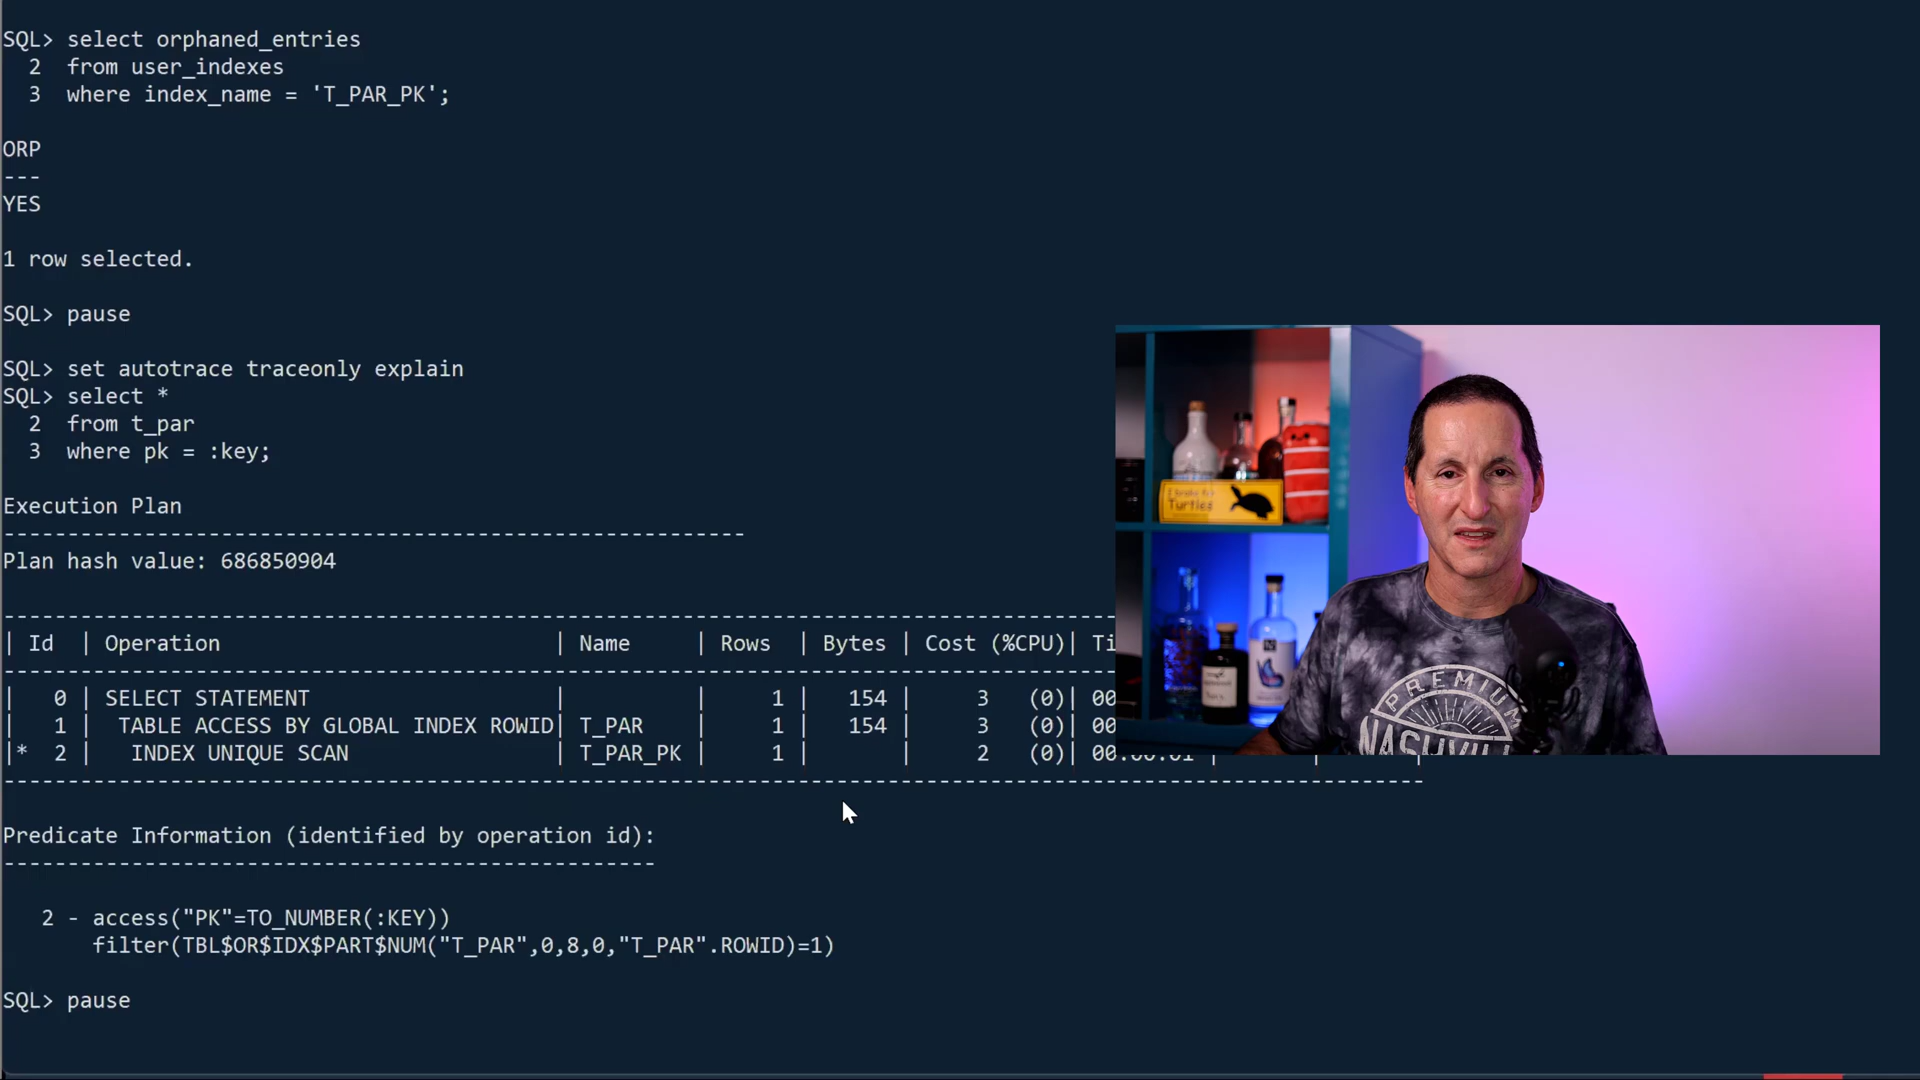 SQL> select orphaned_entries
2 from user_indexes
3 where index_name = 'T_PAR_PK';
ORP
---
YES
1 row selected.
SQL> pause
SQL> set autotrace traceonly explain
SQL> select *
2 from t_par
3 where pk = :key;
Execution Plan
----------------------------------------------------------
Plan hash value: 686850904
| Id | Operation | Name | Rows | Bytes | Cost (%CPU)| Ti
| 0 | SELECT STATEMENT | | 1 | 154 | 3 (0)| 00
| 1 | TABLE ACCESS BY GLOBAL INDEX ROWID| T_PAR | 1 | 154 | 3 (0)| 00
|* 2 | INDEX UNIQUE SCAN | T_PAR_PK | 1 | | 2 (0)| 00:00:01 | | |
Predicate Information (identified by operation id):
---------------------------------------------------
2 - access("PK"=TO_NUMBER(:KEY))
filter(TBL$OR$IDX$PART$NUM("T_PAR",0,8,0,"T_PAR".ROWID)=1)
SQL> pause
Turtles
PREMIUM
NASHVILL